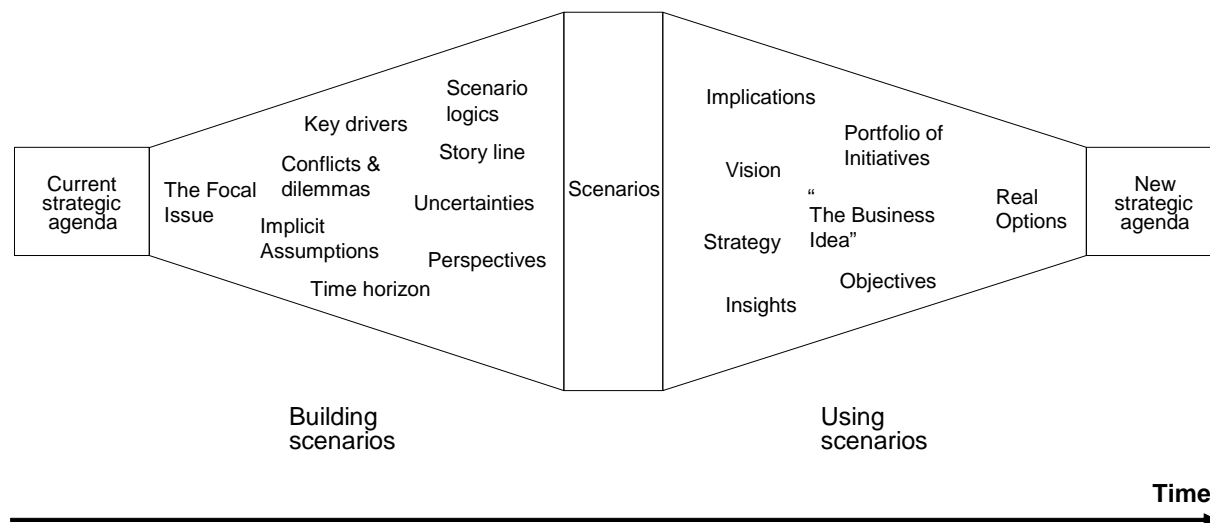 Current
strategic
agenda
The Focal
Issue
Key drivers
Conflicts &
dilemmas
Implicit
Assumptions
Time horizon
Scenario
logics
Story line
Uncertainties
Perspectives
Scenarios
Implications
Vision
Strategy
Insights
Portfolio of
Initiatives
“
The Business
Idea”
Objectives
Real
Options
New
strategic
agenda
Building
scenarios
Using
scenarios
Time